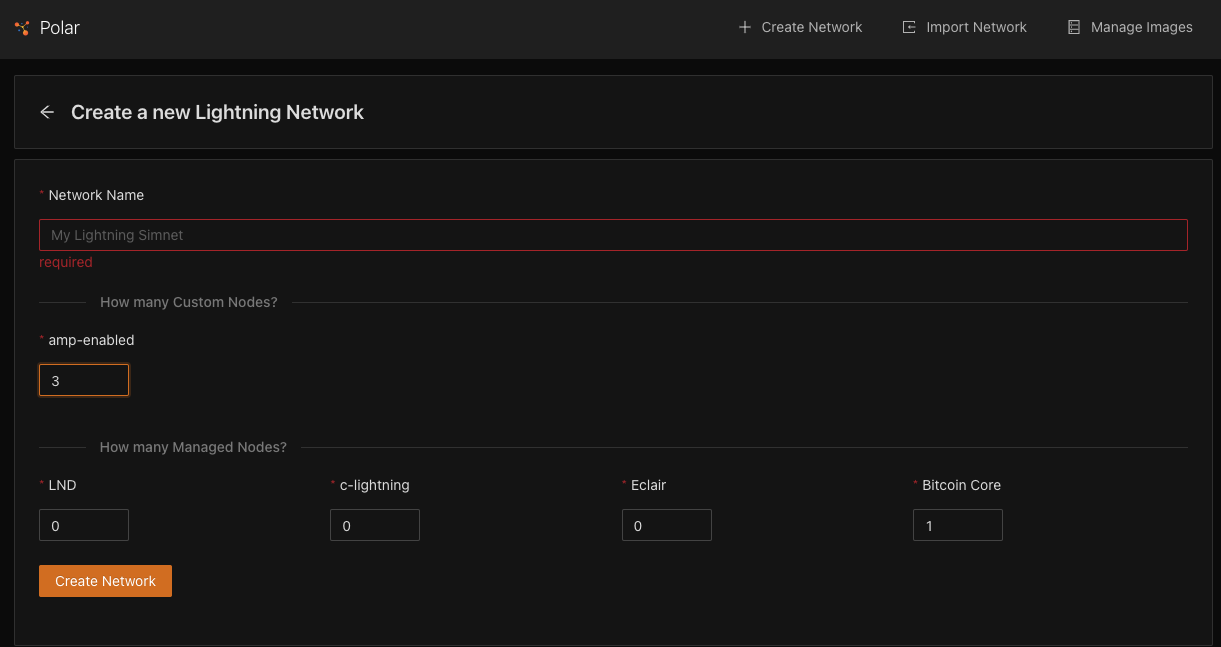 Polar
Create Network
Import Network
Manage Images
Create a new Lightning Network
* Network Name
My Lightning Simnet
required
How many Custom Nodes?
* amp-enabled
3
How many Managed Nodes?
* LND * c-lightning * Eclair * Bitcoin Core
0 0 0 1
Create Network